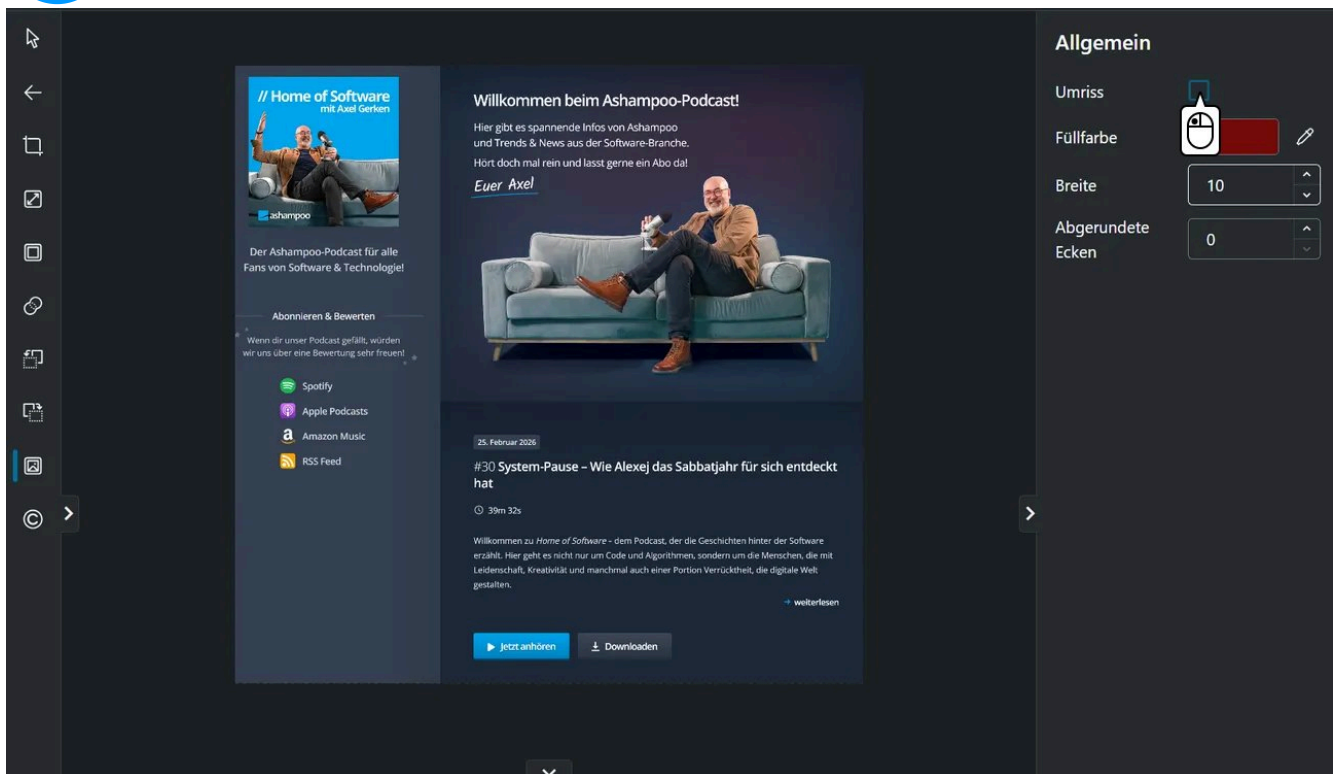 // Home of Software
mit Axel Gerken
ashampoo
Der Ashampoo-Podcast für alle
Fans von Software & Technologie!
Abonnieren & Bewerten
Wenn dir unser Podcast gefällt, würden
wir uns über eine Bewertung sehr freuen!
Spotify
Apple Podcasts
Amazon Music
RSS Feed
Willkommen beim Ashampoo-Podcast!
Hier gibt es spannende Infos von Ashampoo
und Trends & News aus der Software-Branche.
Hört doch mal rein und lasst gerne ein Abo da!
Euer Axel
25. Februar 2026
#30 System-Pause – Wie Alexej das Sabbatjahr für sich entdeckt
hat
39m 32s
Willkommen zu Home of Software – dem Podcast, der die Geschichten hinter der Software
erzählt. Hier geht es nicht nur um Code und Algorithmen, sondern um die Menschen, die mit
Leidenschaft, Kreativität und manchmal auch einer Portion Verrücktheit, die digitale Welt
gestalten.
→ weiterlesen
Jetzt anhören
Downloaden
Allgemein
Umriss
Füllfarbe
Breite 10
Abgerundete
Ecken 0